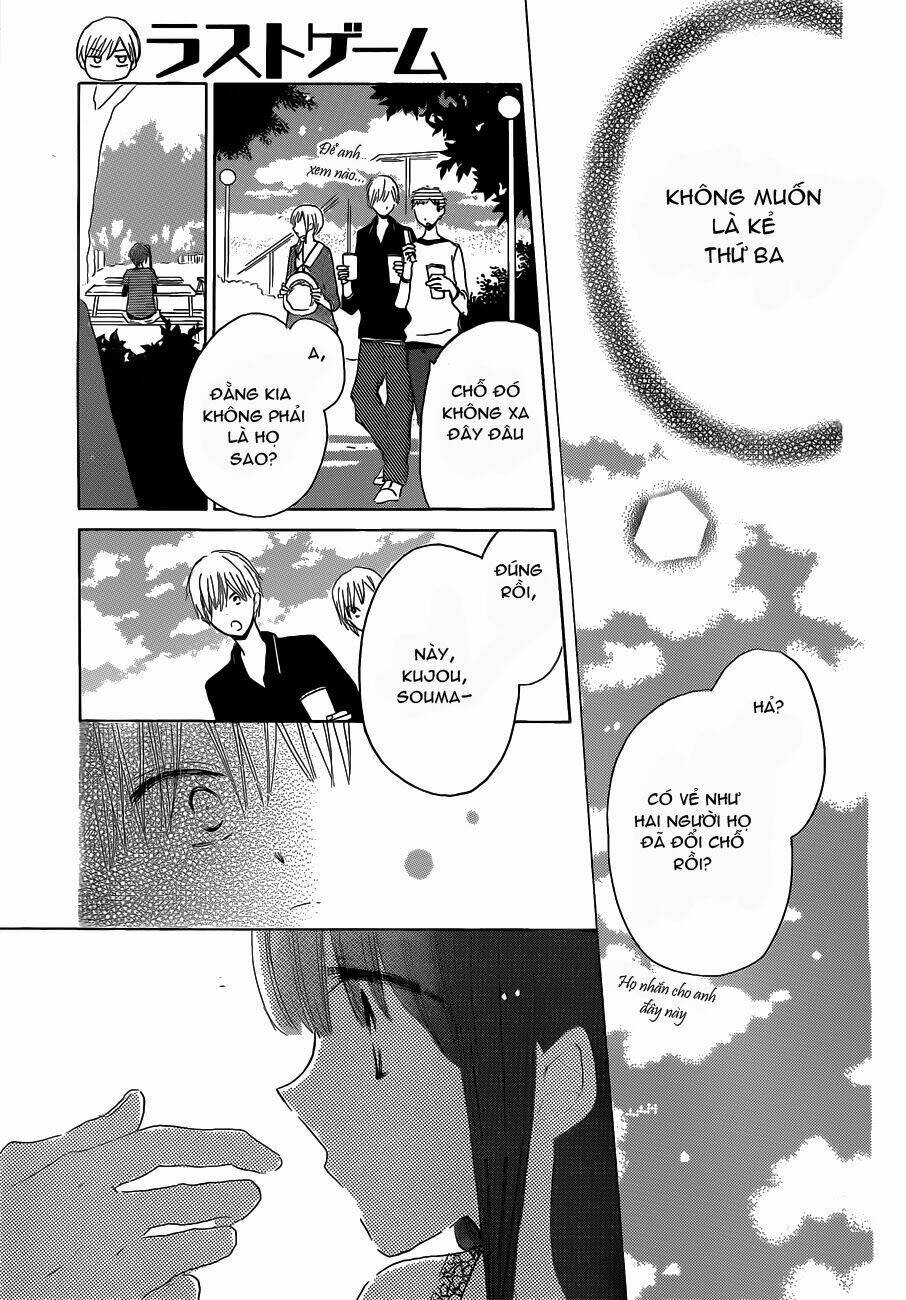 ラストゲーム
KHÔNG MUỐN
LÀ KẺ
THỨ BA
HẢ?
CÓ VẺ NHƯ
HAI NGƯỜI HỌ
ĐÃ ĐỔI CHỖ
RỒI?
Họ nhắn cho anh
đây này
Để anh
xem nào...
CHỖ ĐÓ
KHÔNG XA
ĐÂY ĐÂU
A,
ĐẰNG KIA
KHÔNG PHẢI
LÀ HỌ
SAO?
ĐÚNG
RỒI,
NÀY,
KUJOU,
SOUMA-